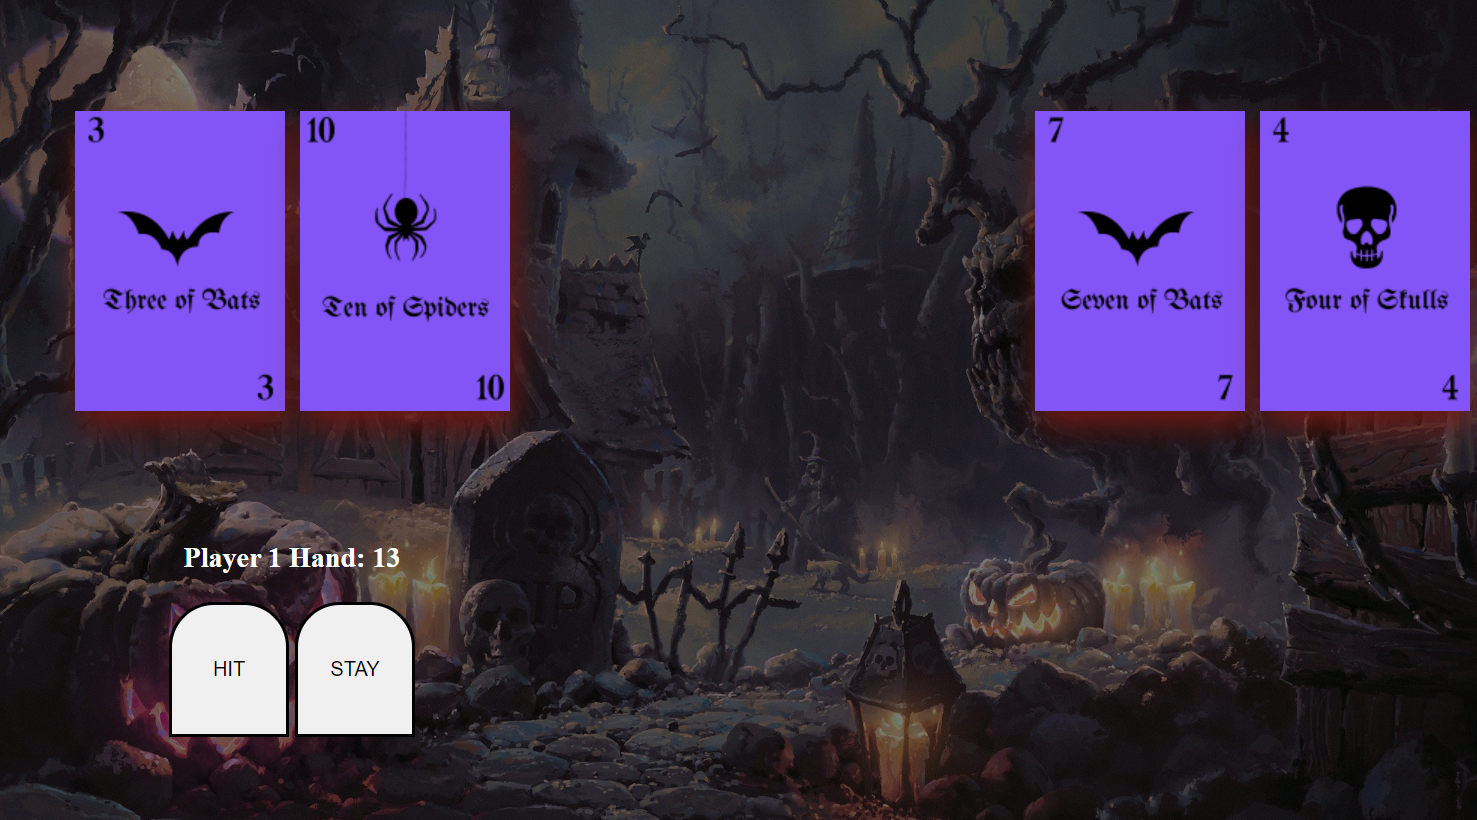 3
Three of Bats
3
10
Ten of Spiders
10
7
Seven of Bats
7
4
Four of Skulls
4
Player 1 Hand: 13
HIT
STAY
RIP